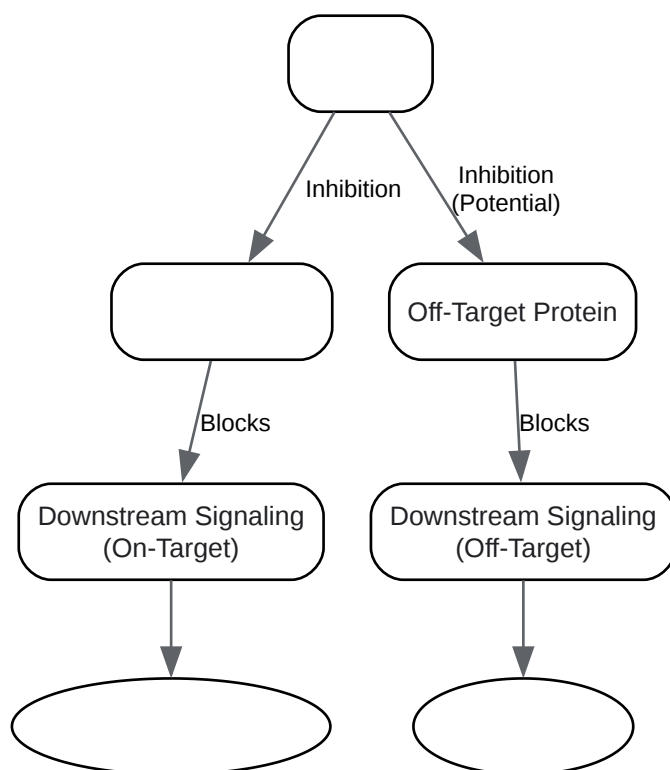 Inhibition
Inhibition
(Potential)
Off-Target Protein
Blocks
Blocks
Downstream Signaling
(On-Target)
Downstream Signaling
(Off-Target)